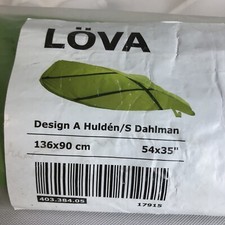 LÖVA
Design A Huldén/S Dahlman
136x90 cm 54x35"
403.384.05
17915